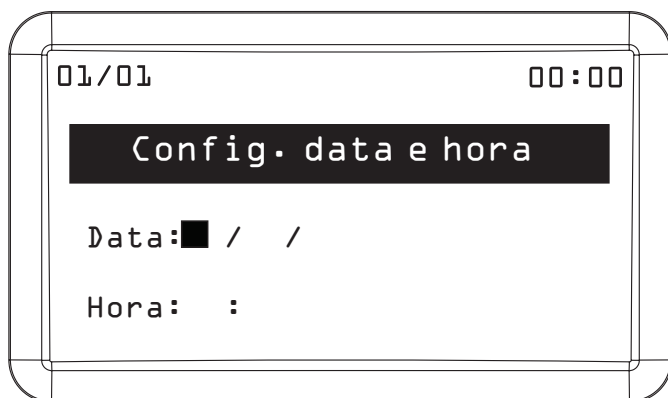 01/01 00:00
Config. data e hora
Data: / /
Hora: :